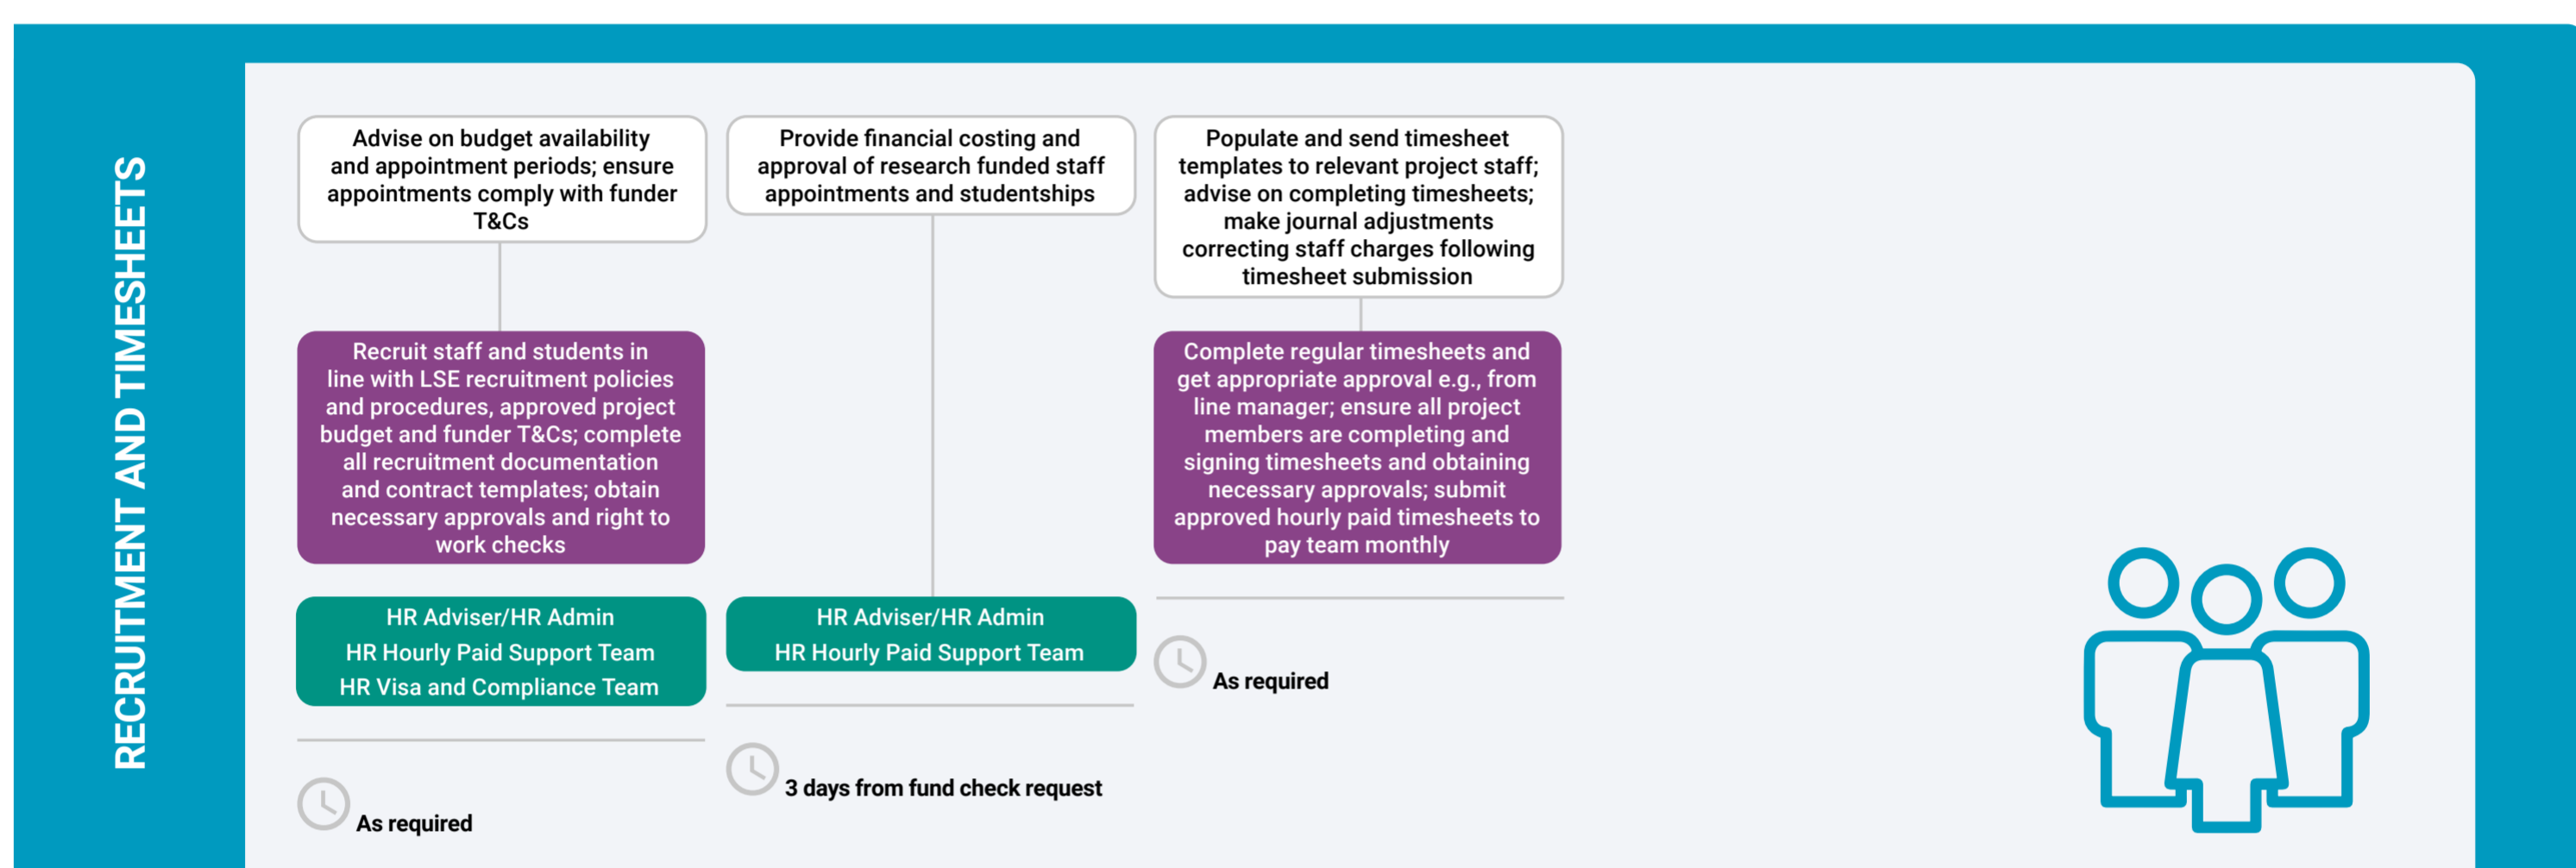 RECRUITMENT AND TIMESHEETS
Advise on budget availability
and appointment periods; ensure
appointments comply with funder
T&Cs
Recruit staff and students in
line with LSE recruitment policies
and procedures, approved project
budget and funder T&Cs; complete
all recruitment documentation
and contract templates; obtain
necessary approvals and right to
work checks
HR Adviser/HR Admin
HR Hourly Paid Support Team
HR Visa and Compliance Team
As required
Provide financial costing and
approval of research funded staff
appointments and studentships
HR Adviser/HR Admin
HR Hourly Paid Support Team
3 days from fund check request
Populate and send timesheet
templates to relevant project staff;
advise on completing timesheets;
make journal adjustments
correcting staff charges following
timesheet submission
Complete regular timesheets and
get appropriate approval e.g., from
line manager; ensure all project
members are completing and
signing timesheets and obtaining
necessary approvals; submit
approved hourly paid timesheets to
pay team monthly
As required